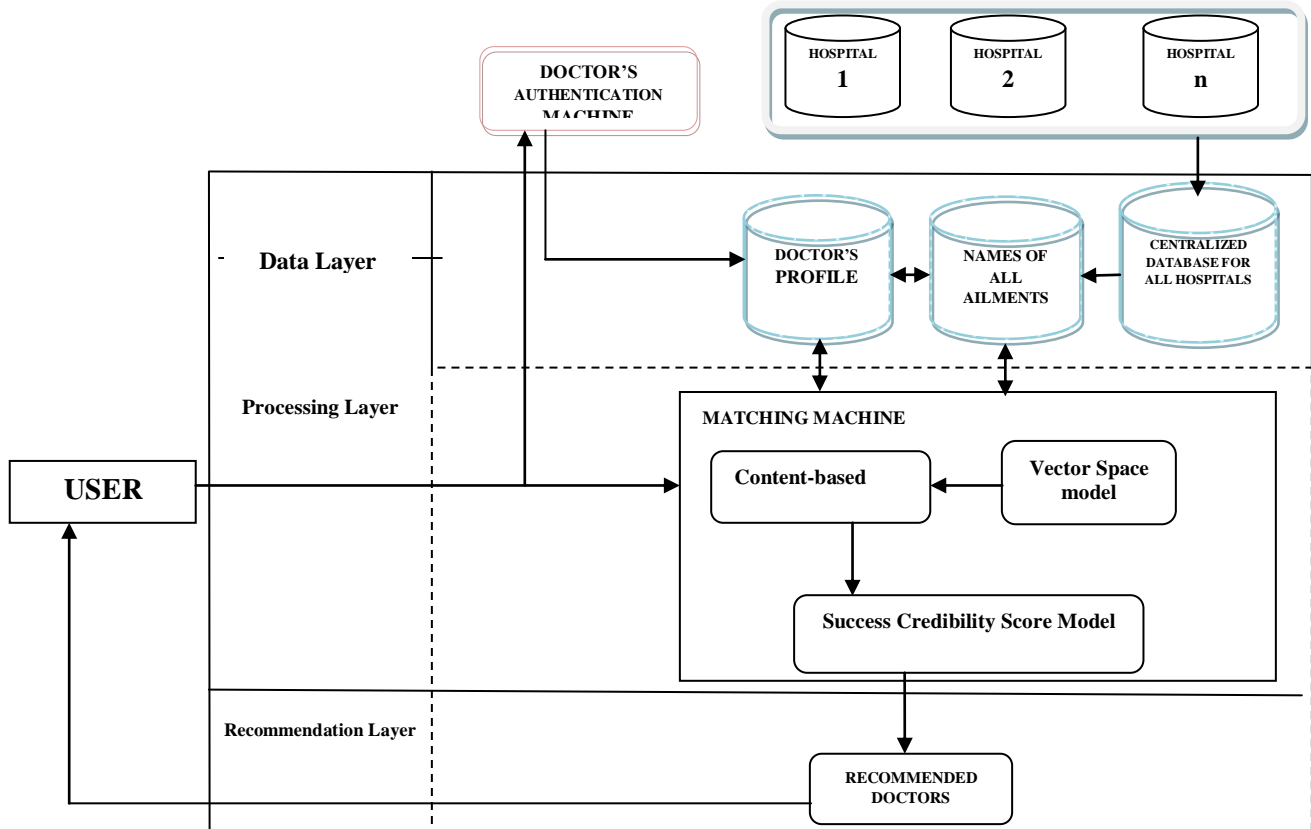 HOSPITAL
1
HOSPITAL
2
HOSPITAL
n
DOCTOR'S
AUTHENTICATION
MACHINE
Data Layer
DOCTOR'S
PROFILE
NAMES OF
ALL
AILMENTS
CENTRALIZED
DATABASE FOR
ALL HOSPITALS
Processing Layer
MATCHING MACHINE
Content-based
Vector Space
model
USER
Success Credibility Score Model
Recommendation Layer
RECOMMENDED
DOCTORS